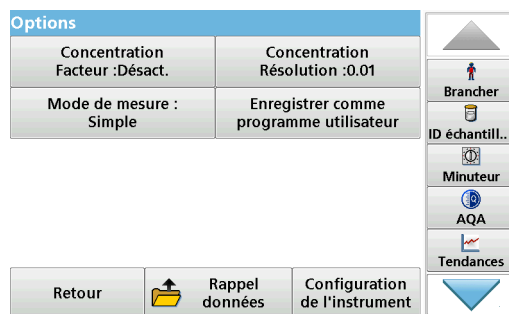 Options
Concentration
Facteur :Désact.
Concentration
Résolution :0.01
Mode de mesure :
Simple
Enregistrer comme
programme utilisateur
Retour
Rappel
données
Configuration
de l'instrument
Brancher
ID échantill..
Minuteur
AQA
Tendances